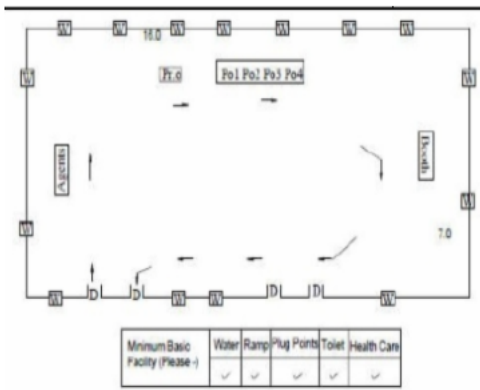 W W W W W W W
16.0
Pr.o Po1 Po2 Po3 Po4
W W
Agents
Booth
W
W
7.0
D D D D
W W W W
Minimum Basic Facility (Please -) Water Ramp Plug Points Toilet Health Care
✓ ✓ ✓ ✓ ✓